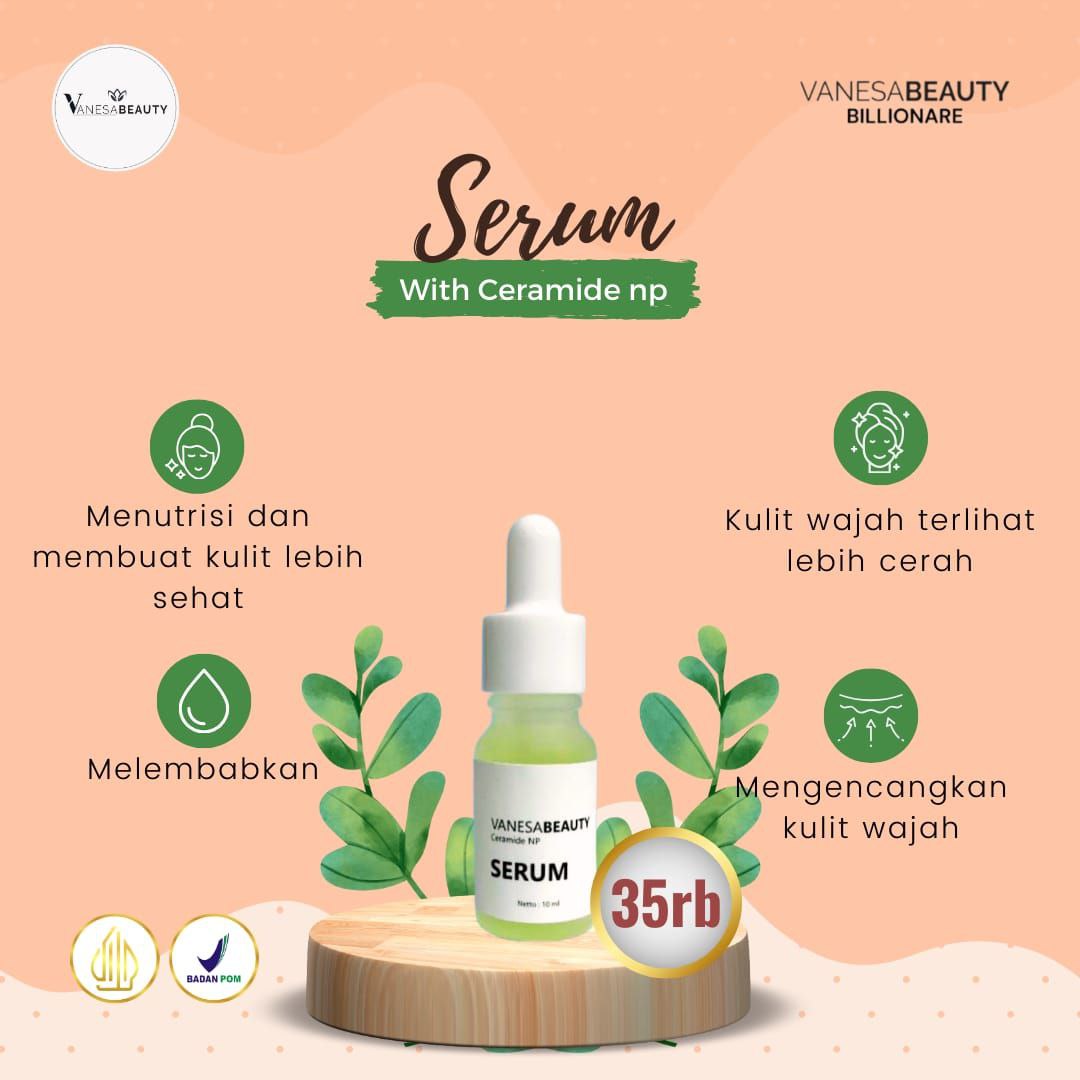 VANESABEAUTY
VANESABEAUTY
BILLIONARE
Serum
With Ceramide np
Menutrisi dan
membuat kulit lebih
sehat
Kulit wajah terlihat
lebih cerah
Melembabkan
Mengencangkan
kulit wajah
VANESABEAUTY
Ceramide NP
SERUM
Netto : 10 ml
35rb
BADAN POM